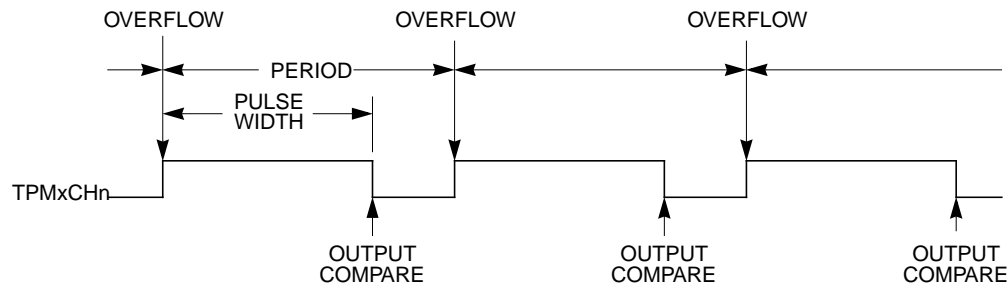 OVERFLOW OVERFLOW OVERFLOW
PERIOD
PULSE
WIDTH
TPMxCHn
OUTPUT OUTPUT OUTPUT
COMPARE COMPARE COMPARE